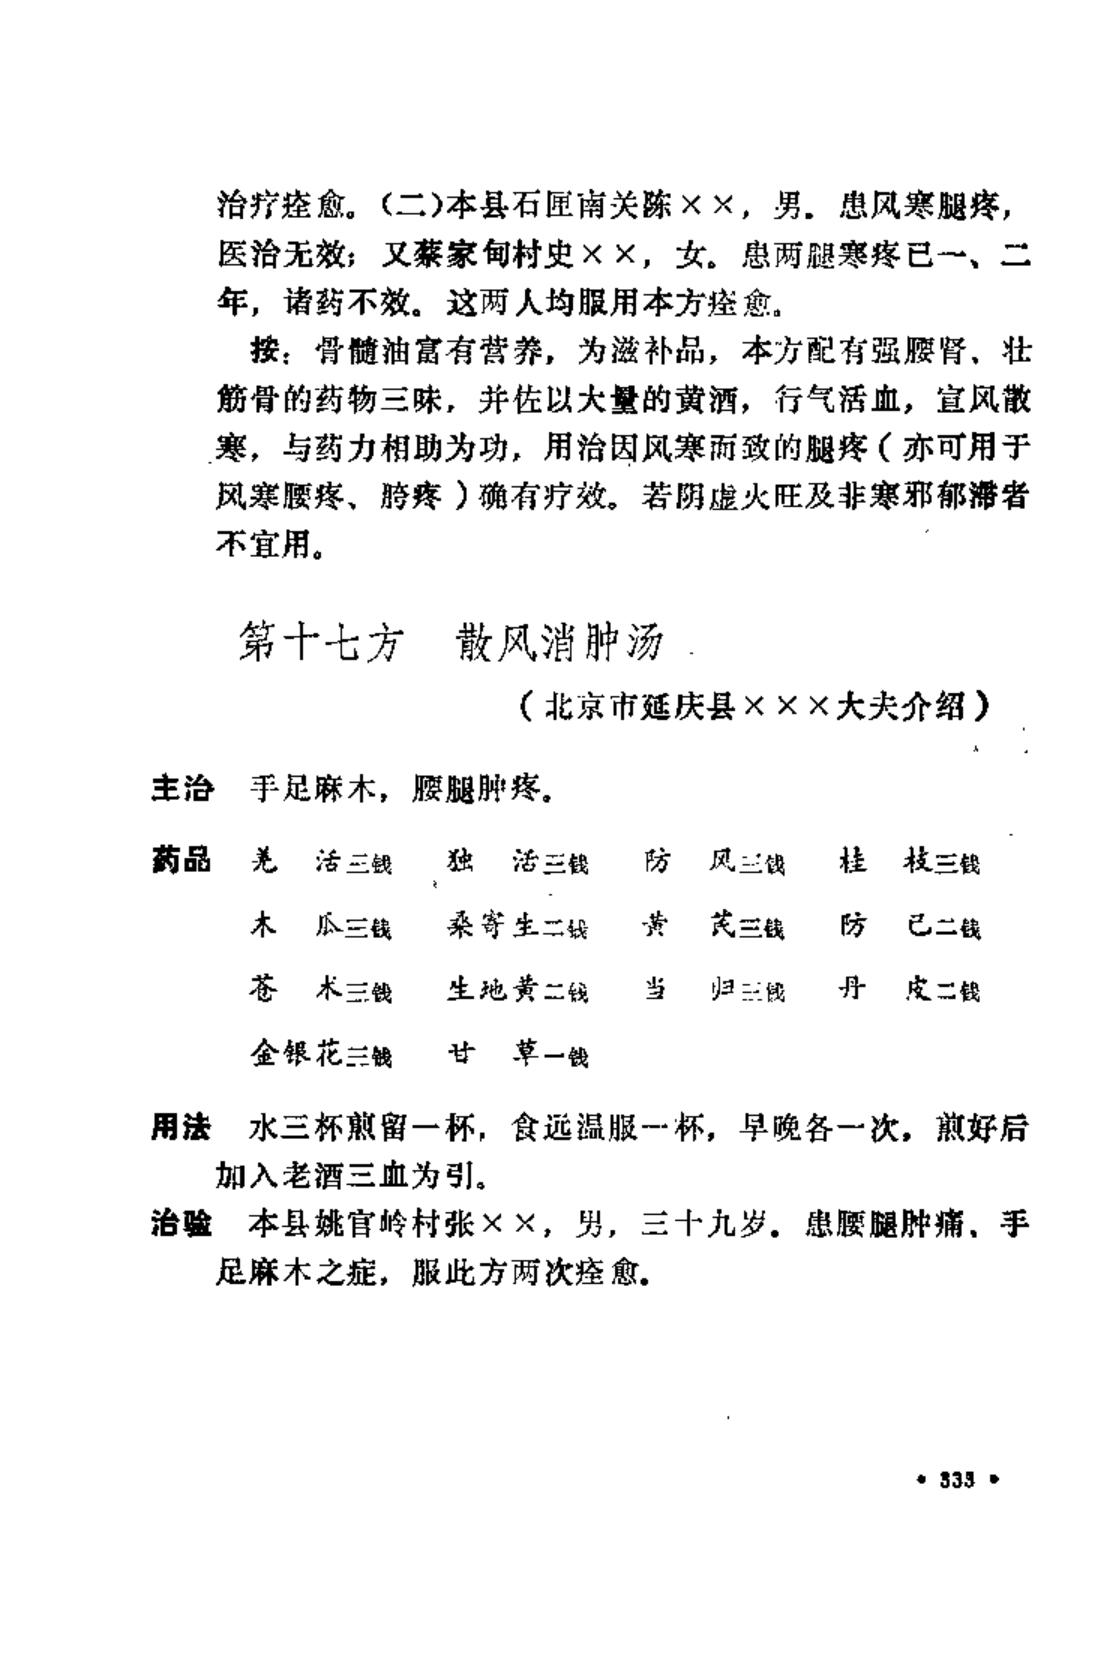 治疗痊愈。(二)本县石匣南关陈××，男。患风寒腿疼，
医治无效；又蔡家甸村史××，女。患两腿寒疼已一、二
年，诸药不效。这两人均服用本方痊愈。
按：骨髓油富有营养，为滋补品，本方配有强腰肾、壮
筋骨的药物三味，并佐以大量的黄酒，行气活血，宣风散
寒，与药力相助为功，用治因风寒而致的腿疼（亦可用于
风寒腰疼、胯疼）确有疗效。若阴虚火旺及非寒邪郁滞者
不宜用。
第十七方 散风消肿汤
（北京市延庆县×××大夫介绍）
主治 手足麻木，腰腿肿疼。
药品 羌活三钱 独活三钱 防风三钱 桂枝三钱
木瓜三钱 桑寄生二钱 黄芪三钱 防已二钱
苍术三钱 生地黄二钱 当归三钱 丹皮二钱
金银花三钱 甘草一钱
用法 水三杯煎留一杯，食远温服一杯，早晚各一次，煎好后
加入老酒三血为引。
治验 本县姚官岭村张××，男，三十九岁。患腰腿肿痛、手
足麻木之症，服此方两次痊愈。
• 333 •